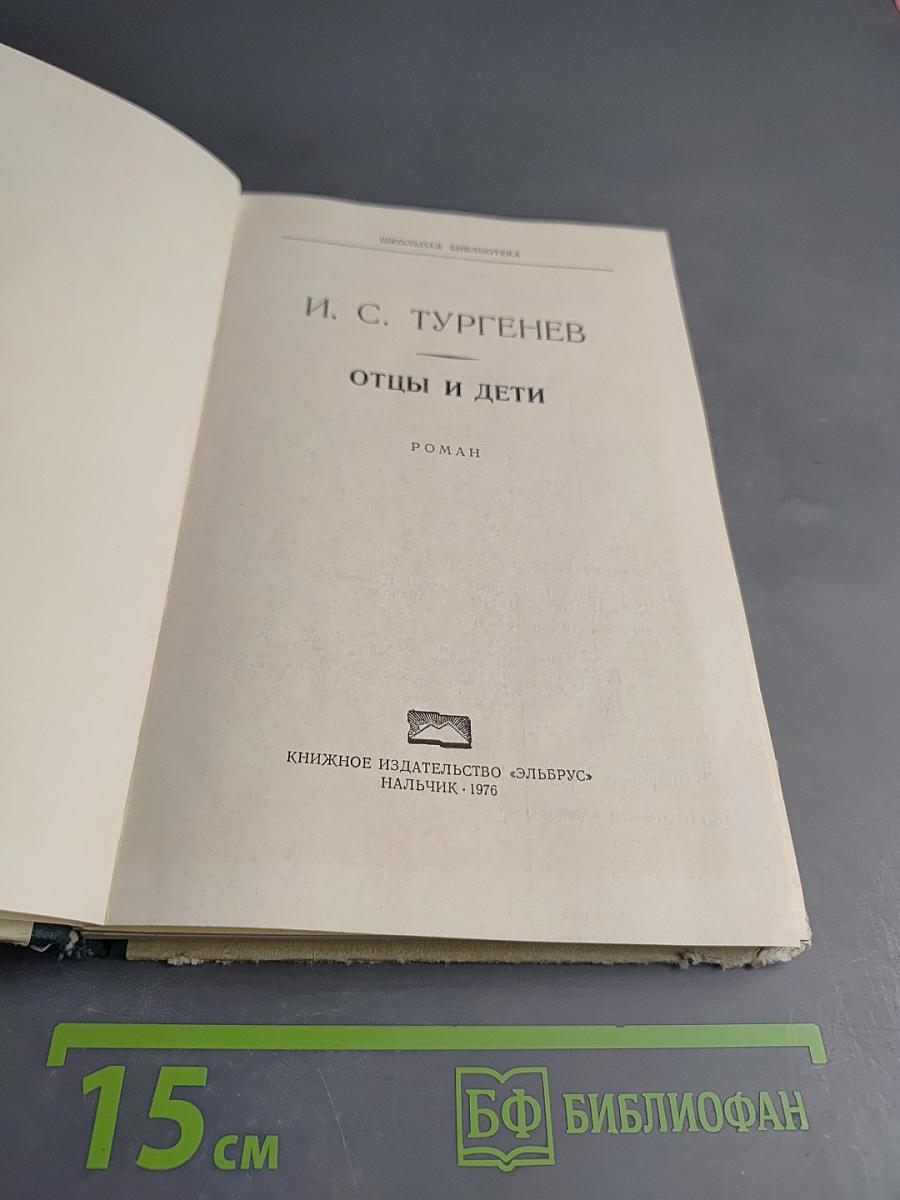 ШКОЛЬНАЯ БИБЛИОТЕКА
И. С. ТУРГЕНЕВ
ОТЦЫ И ДЕТИ
РОМАН
КНИЖНОЕ ИЗДАТЕЛЬСТВО «ЭЛЬБРУС»
НАЛЬЧИК · 1976
15 см
БФ БИБЛИОФАН